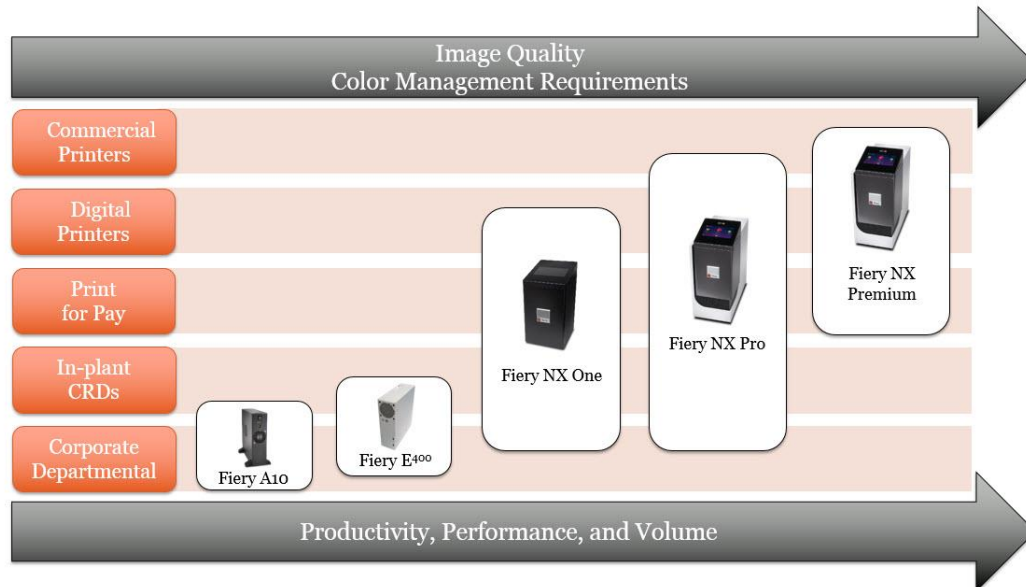 Image Quality
Color Management Requirements
Commercial
Printers
Digital
Printers
Print
for Pay
In-plant
CRDs
Corporate
Departmental
Fiery A10
Fiery E400
Fiery NX One
Fiery NX Pro
Fiery NX
Premium
Productivity, Performance, and Volume